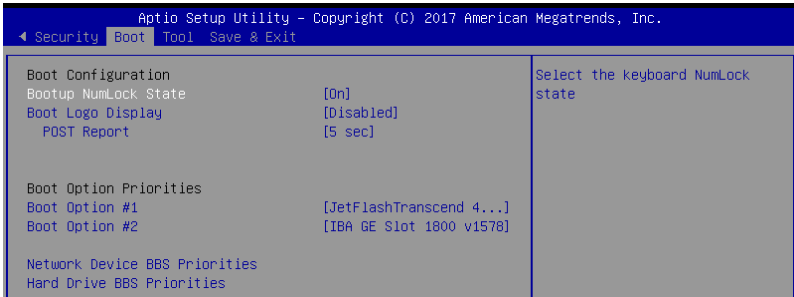 Aptio Setup Utility – Copyright (C) 2017 American Megatrends, Inc.
Security Boot Tool Save & Exit
Boot Configuration
Bootup NumLock State [On]
Boot Logo Display [Disabled]
POST Report [5 sec]
Boot Option Priorities
Boot Option #1 [JetFlashTranscend 4...]
Boot Option #2 [IBA GE Slot 1800 v1578]
Network Device BBS Priorities
Hard Drive BBS Priorities
Select the keyboard NumLock
state